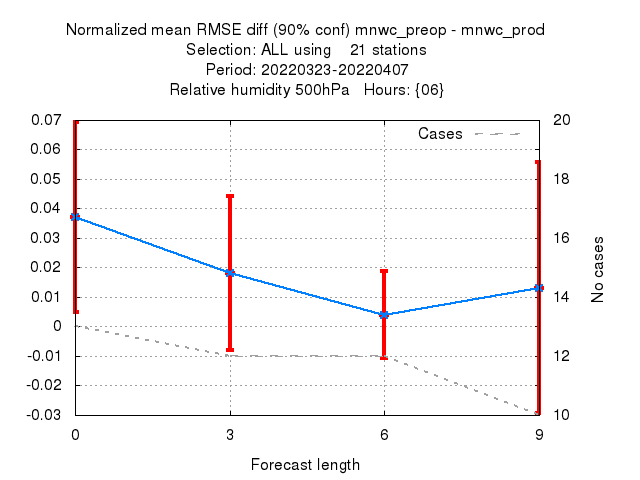 Normalized mean RMSE diff (90% conf) mnwc_preop - mnwc_prod
Selection: ALL using 21 stations
Period: 20220323-20220407
Relative humidity 500hPa Hours: {06}
Cases
0.07
0.06
0.05
0.04
0.03
0.02
0.01
0
-0.01
-0.02
-0.03
20
18
16
14
12
10
No cases
0 3 6 9
Forecast length